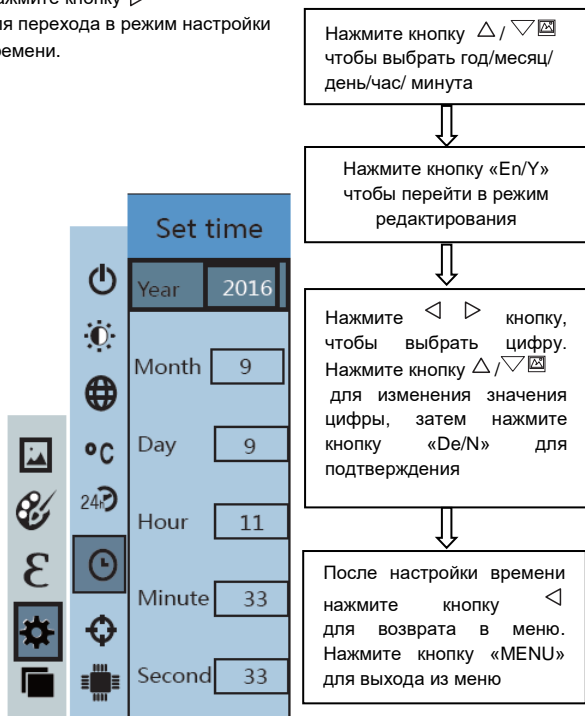 ажмите кнопку ▷
ля перехода в режим настройки
ремени.
Нажмите кнопку △ / ▽
чтобы выбрать год/месяц/
день/час/ минута
Нажмите кнопку «En/Y»
чтобы перейти в режим
редактирования
Нажмите ◁ ▷ кнопку,
чтобы выбрать цифру.
Нажмите кнопку △ / ▽
для изменения значения
цифры, затем нажмите
кнопку «De/N» для
подтверждения
После настройки времени
нажмите кнопку ◁
для возврата в меню.
Нажмите кнопку «MENU»
для выхода из меню
Set time
Year 2016
Month 9
Day 9
Hour 11
Minute 33
Second 33
°C
24h
ε